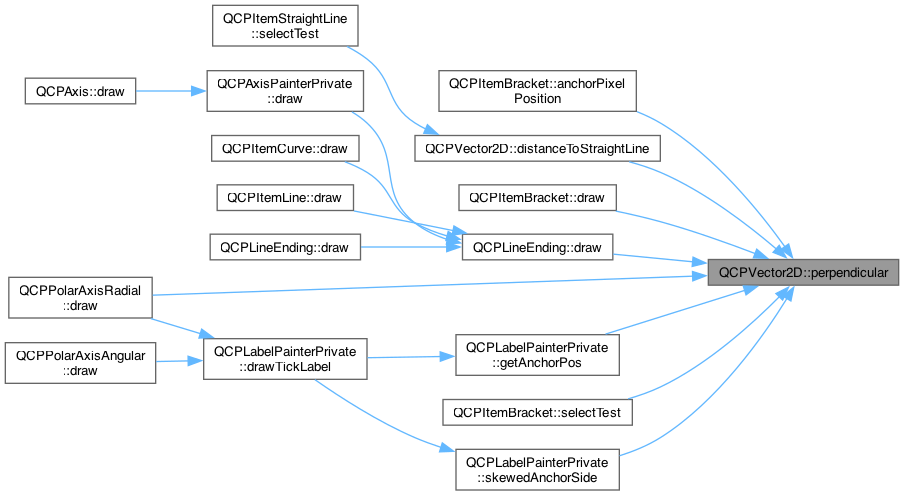 QCPItemStraightLine
::selectTest
QCPAxis::draw
QCPAxisPainterPrivate
::draw
QCPItemBracket::anchorPixel
Position
QCPItemCurve::draw
QCPVector2D::distanceToStraightLine
QCPItemLine::draw
QCPItemBracket::draw
QCPLineEnding::draw
QCPLineEnding::draw
QCPVector2D::perpendicular
QCPPolarAxisRadial
::draw
QCPPolarAxisAngular
::draw
QCPLabelPainterPrivate
::drawTickLabel
QCPLabelPainterPrivate
::getAnchorPos
QCPItemBracket::selectTest
QCPLabelPainterPrivate
::skewedAnchorSide